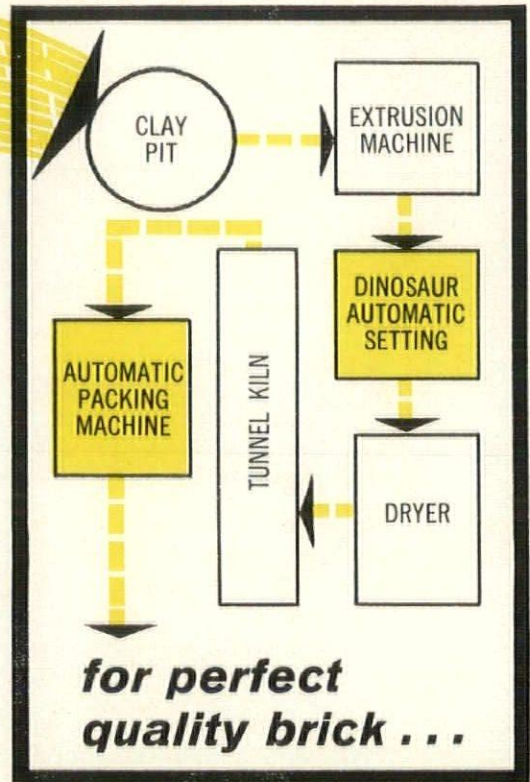 CLAY
PIT
EXTRUSION
MACHINE
DINOSAUR
AUTOMATIC
SETTING
DRYER
TUNNEL KILN
AUTOMATIC
PACKING
MACHINE
for perfect
quality brick . . .